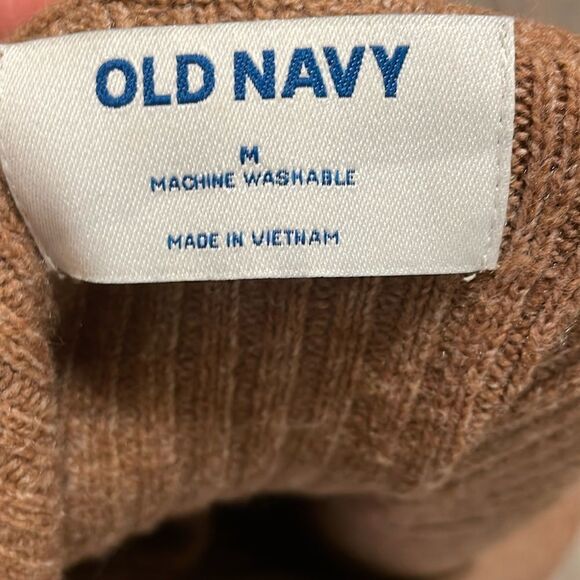 OLD NAVY
M
MACHINE WASHABLE
MADE IN VIETNAM